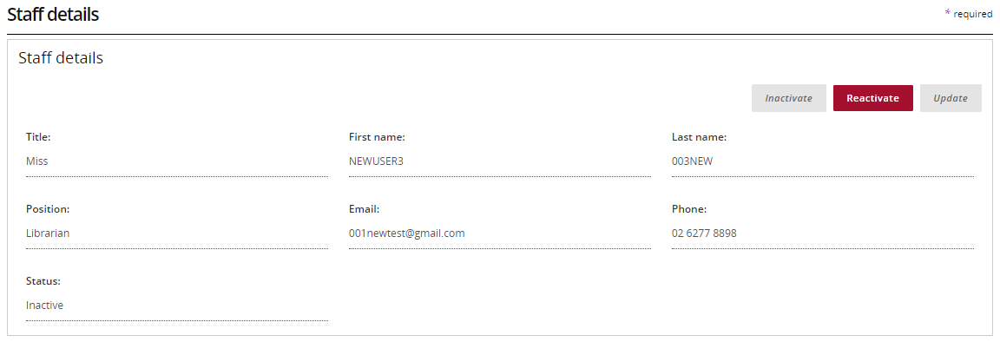 Staff details
* required
Staff details
Inactivate Reactivate Update
Title: First name: Last name:
Miss NEWUSER3 003NEW
Position: Email: Phone:
Librarian 001newtest@gmail.com 02 6277 8898
Status:
Inactive